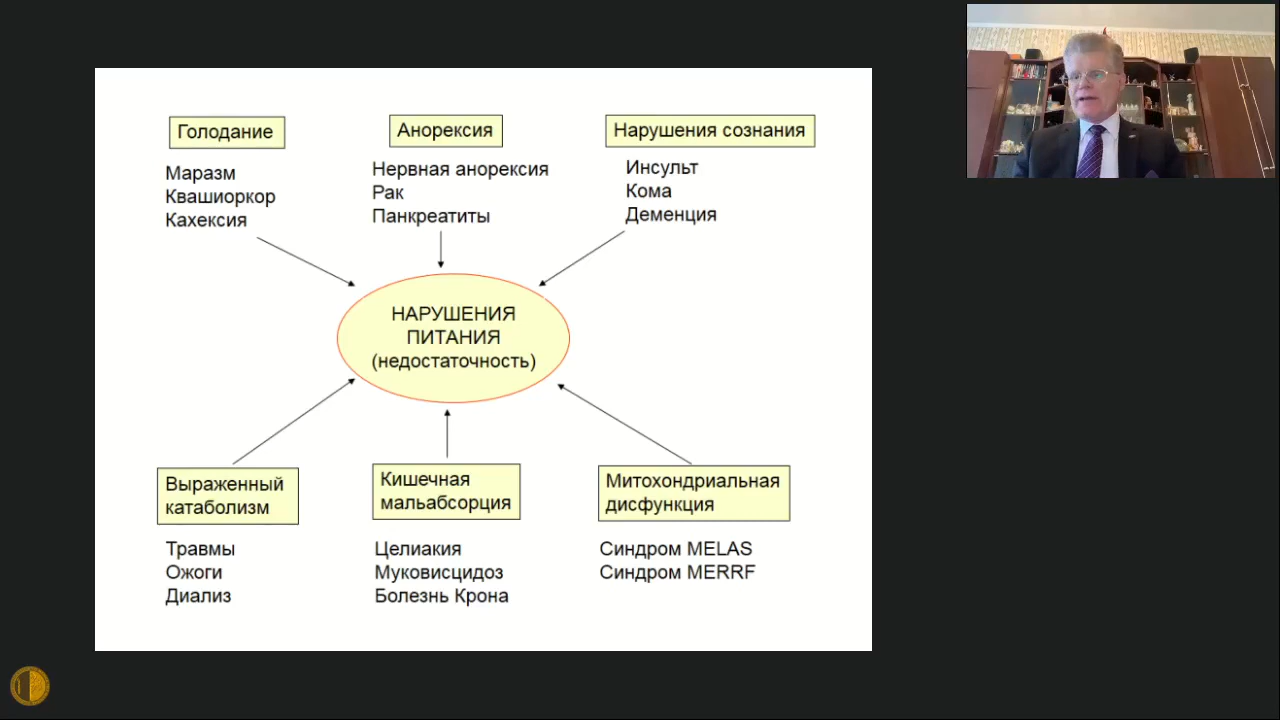 Голодание
Маразм
Квашиоркор
Кахексия
Анорексия
Нервная анорексия
Рак
Панкреатиты
Нарушения сознания
Инсульт
Кома
Деменция
НАРУШЕНИЯ
ПИТАНИЯ
(недостаточность)
Выраженный
катаболизм
Травмы
Ожоги
Диализ
Кишечная
мальабсорция
Целиакия
Муковисцидоз
Болезнь Крона
Митохондриальная
дисфункция
Синдром MELAS
Синдром MERRF